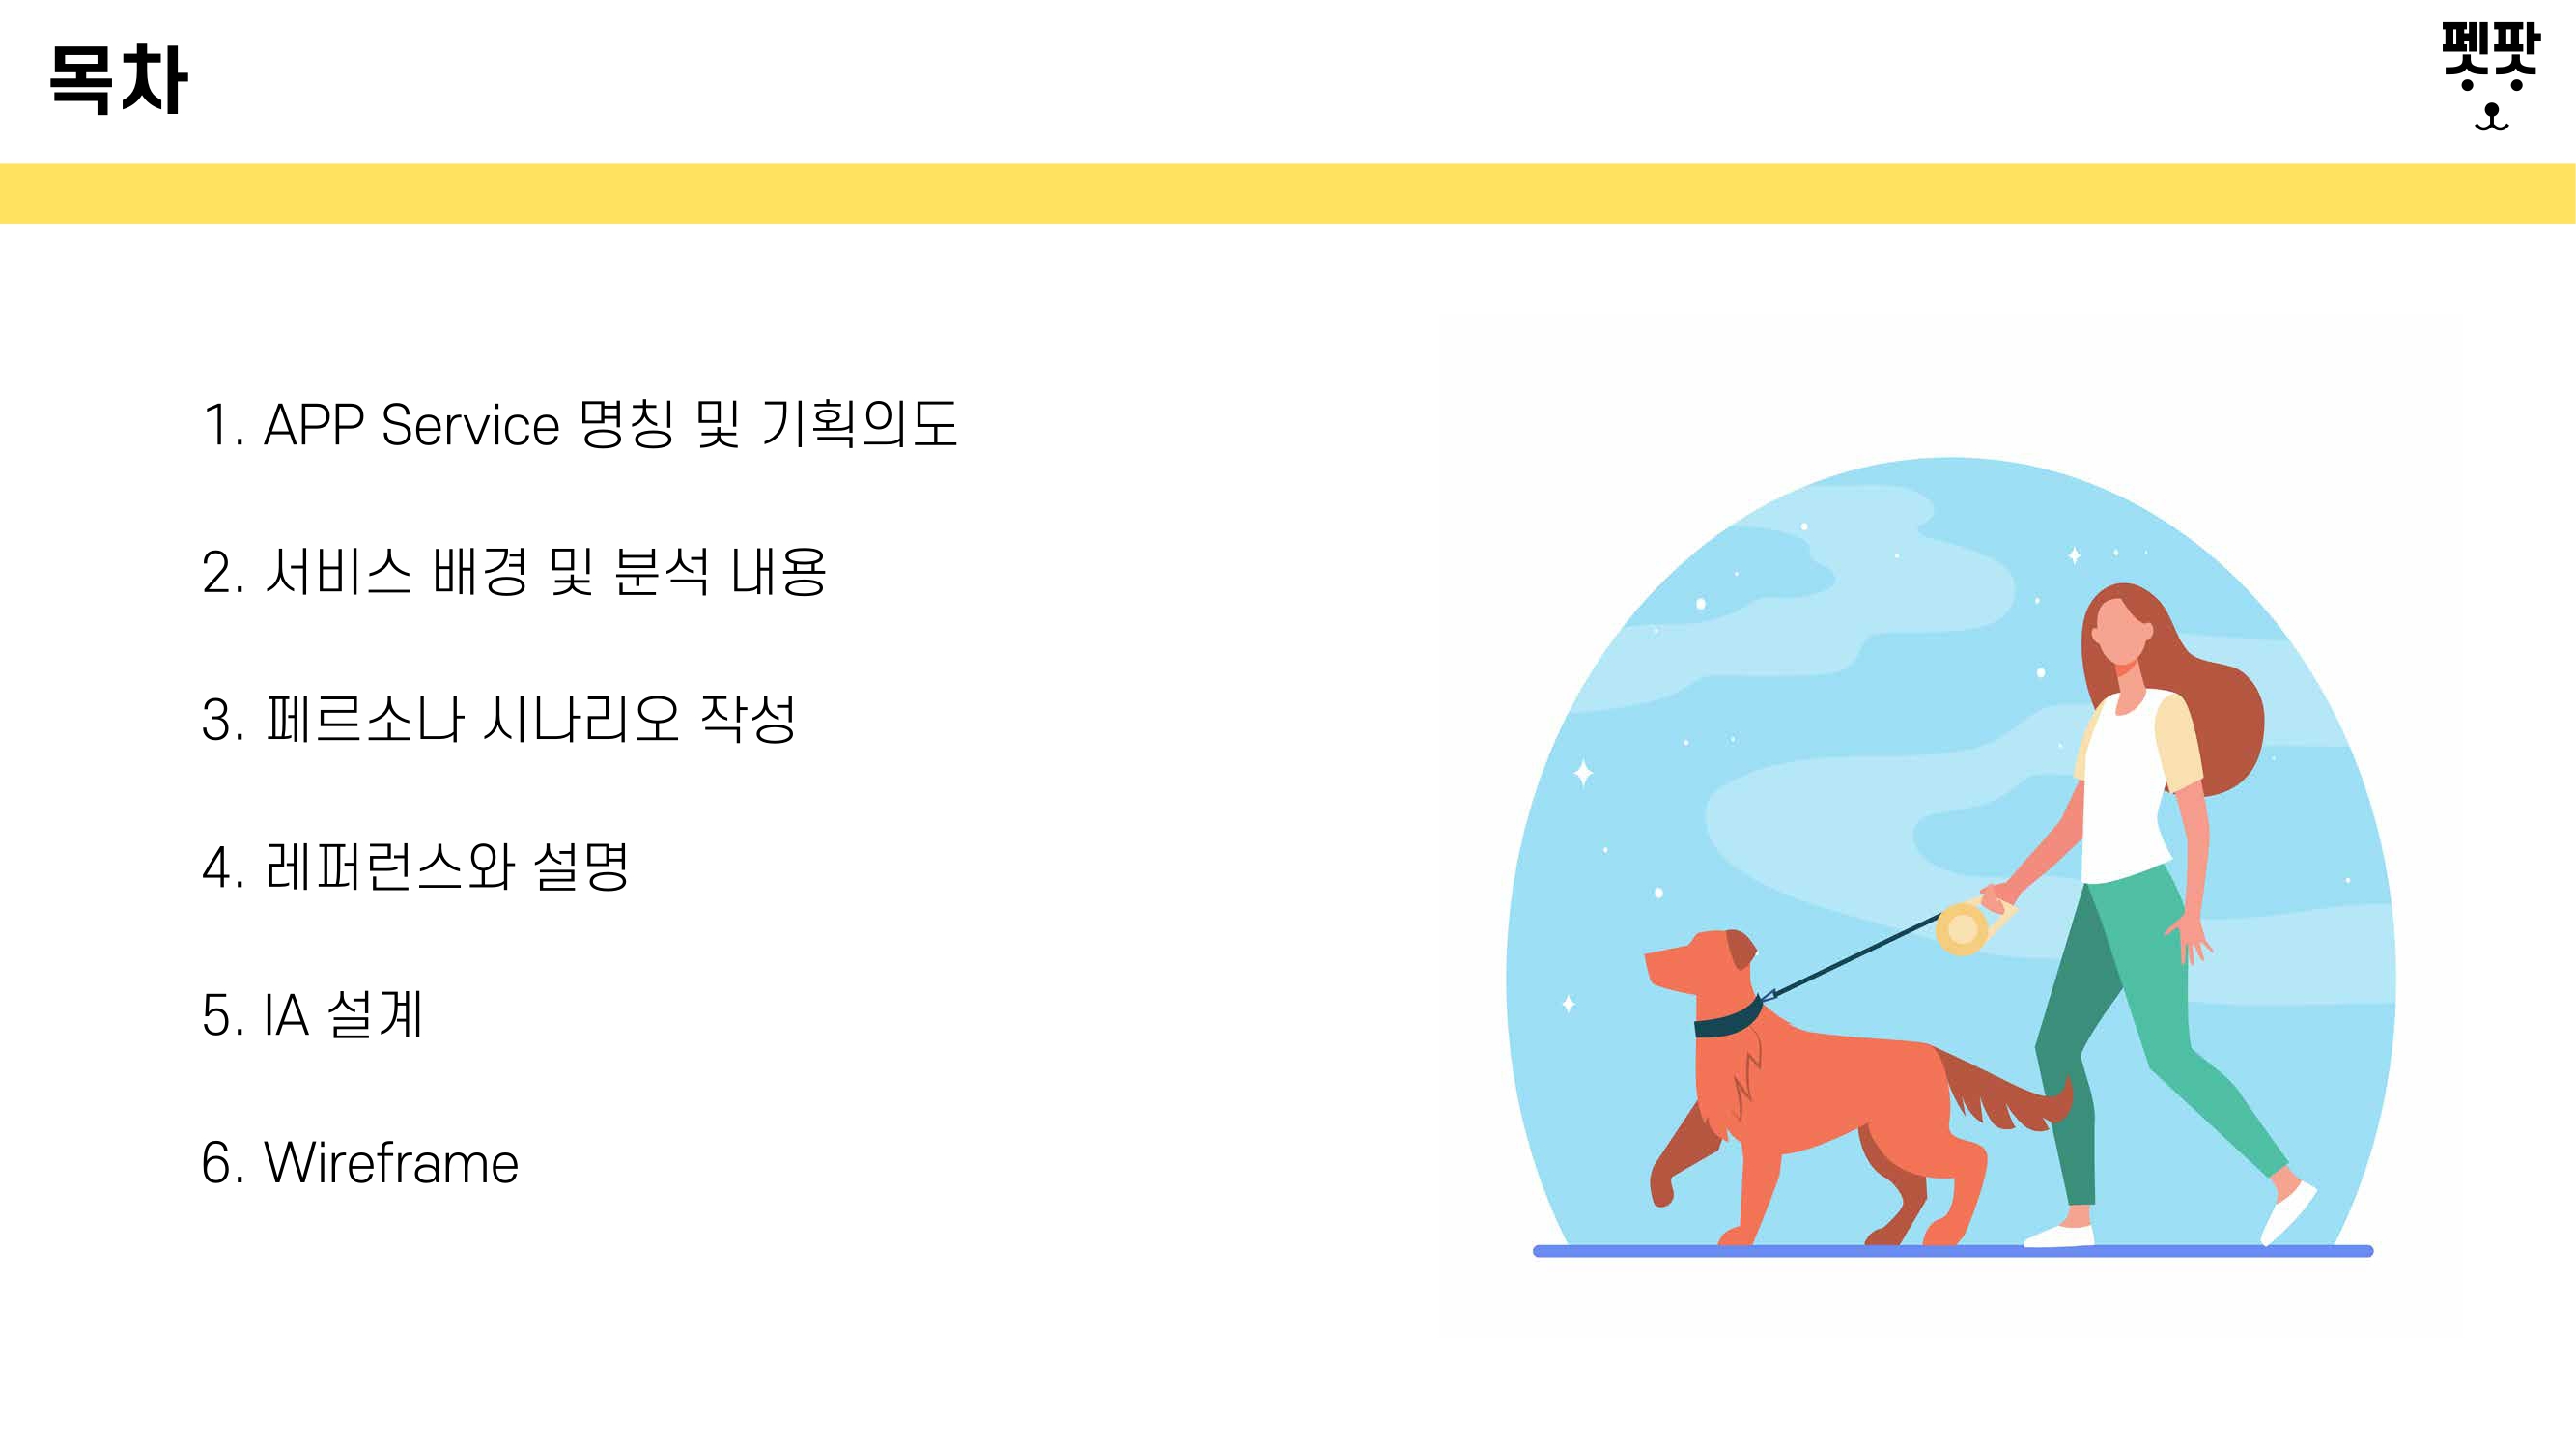 목차
펫팟
1. APP Service 명칭 및 기획의도
2. 서비스 배경 및 분석 내용
3. 페르소나 시나리오 작성
4. 레퍼런스와 설명
5. IA 설계
6. Wireframe